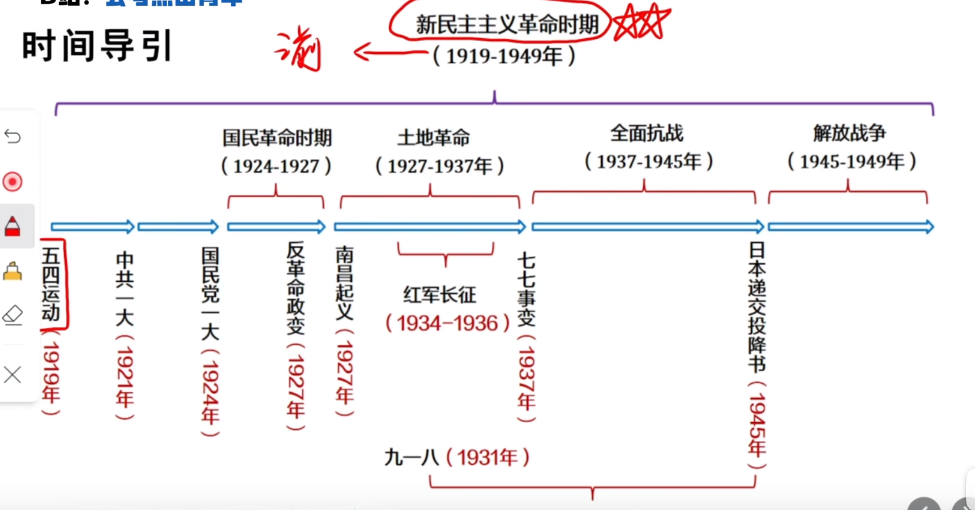 新民主主义革命时期
时间导引
（1919-1949年）
国民革命时期
（1924-1927）
土地革命
（1927-1937年）
全面抗战
（1937-1945年）
解放战争
（1945-1949年）
五四运动（1919年）
中共一大（1921年）
国民党一大（1924年）
反革命政变（1927年）
南昌起义（1927年）
红军长征
（1934-1936）
七七事变（1937年）
日本递交投降书（1945年）
九一八（1931年）